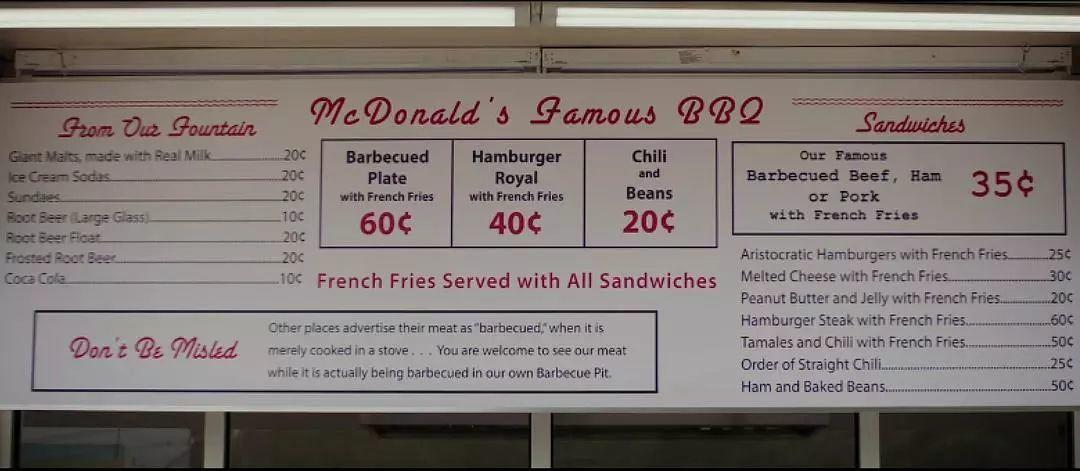 McDonald's Famous BBQ
From Our Fountain
Giant Malts, made with Real Milk 20¢
Ice Cream Sodas 20¢
Sundaes 20¢
Root Beer (Large Glass) 10¢
Root Beer Float 20¢
Frosted Root Beer 20¢
Coca Cola 10¢
Barbecued
Plate
with French Fries
60¢
Hamburger
Royal
with French Fries
40¢
Chili
and
Beans
20¢
French Fries Served with All Sandwiches
Don't Be Misled
Other places advertise their meat as "barbecued," when it is
merely cooked in a stove . . . You are welcome to see our meat
while it is actually being barbecued in our own Barbecue Pit.
Sandwiches
Our Famous
Barbecued Beef, Ham
or Pork
with French Fries
35¢
Aristocratic Hamburgers with French Fries 25¢
Melted Cheese with French Fries 30¢
Peanut Butter and Jelly with French Fries 20¢
Hamburger Steak with French Fries 60¢
Tamales and Chili with French Fries 50¢
Order of Straight Chili 25¢
Ham and Baked Beans 50¢